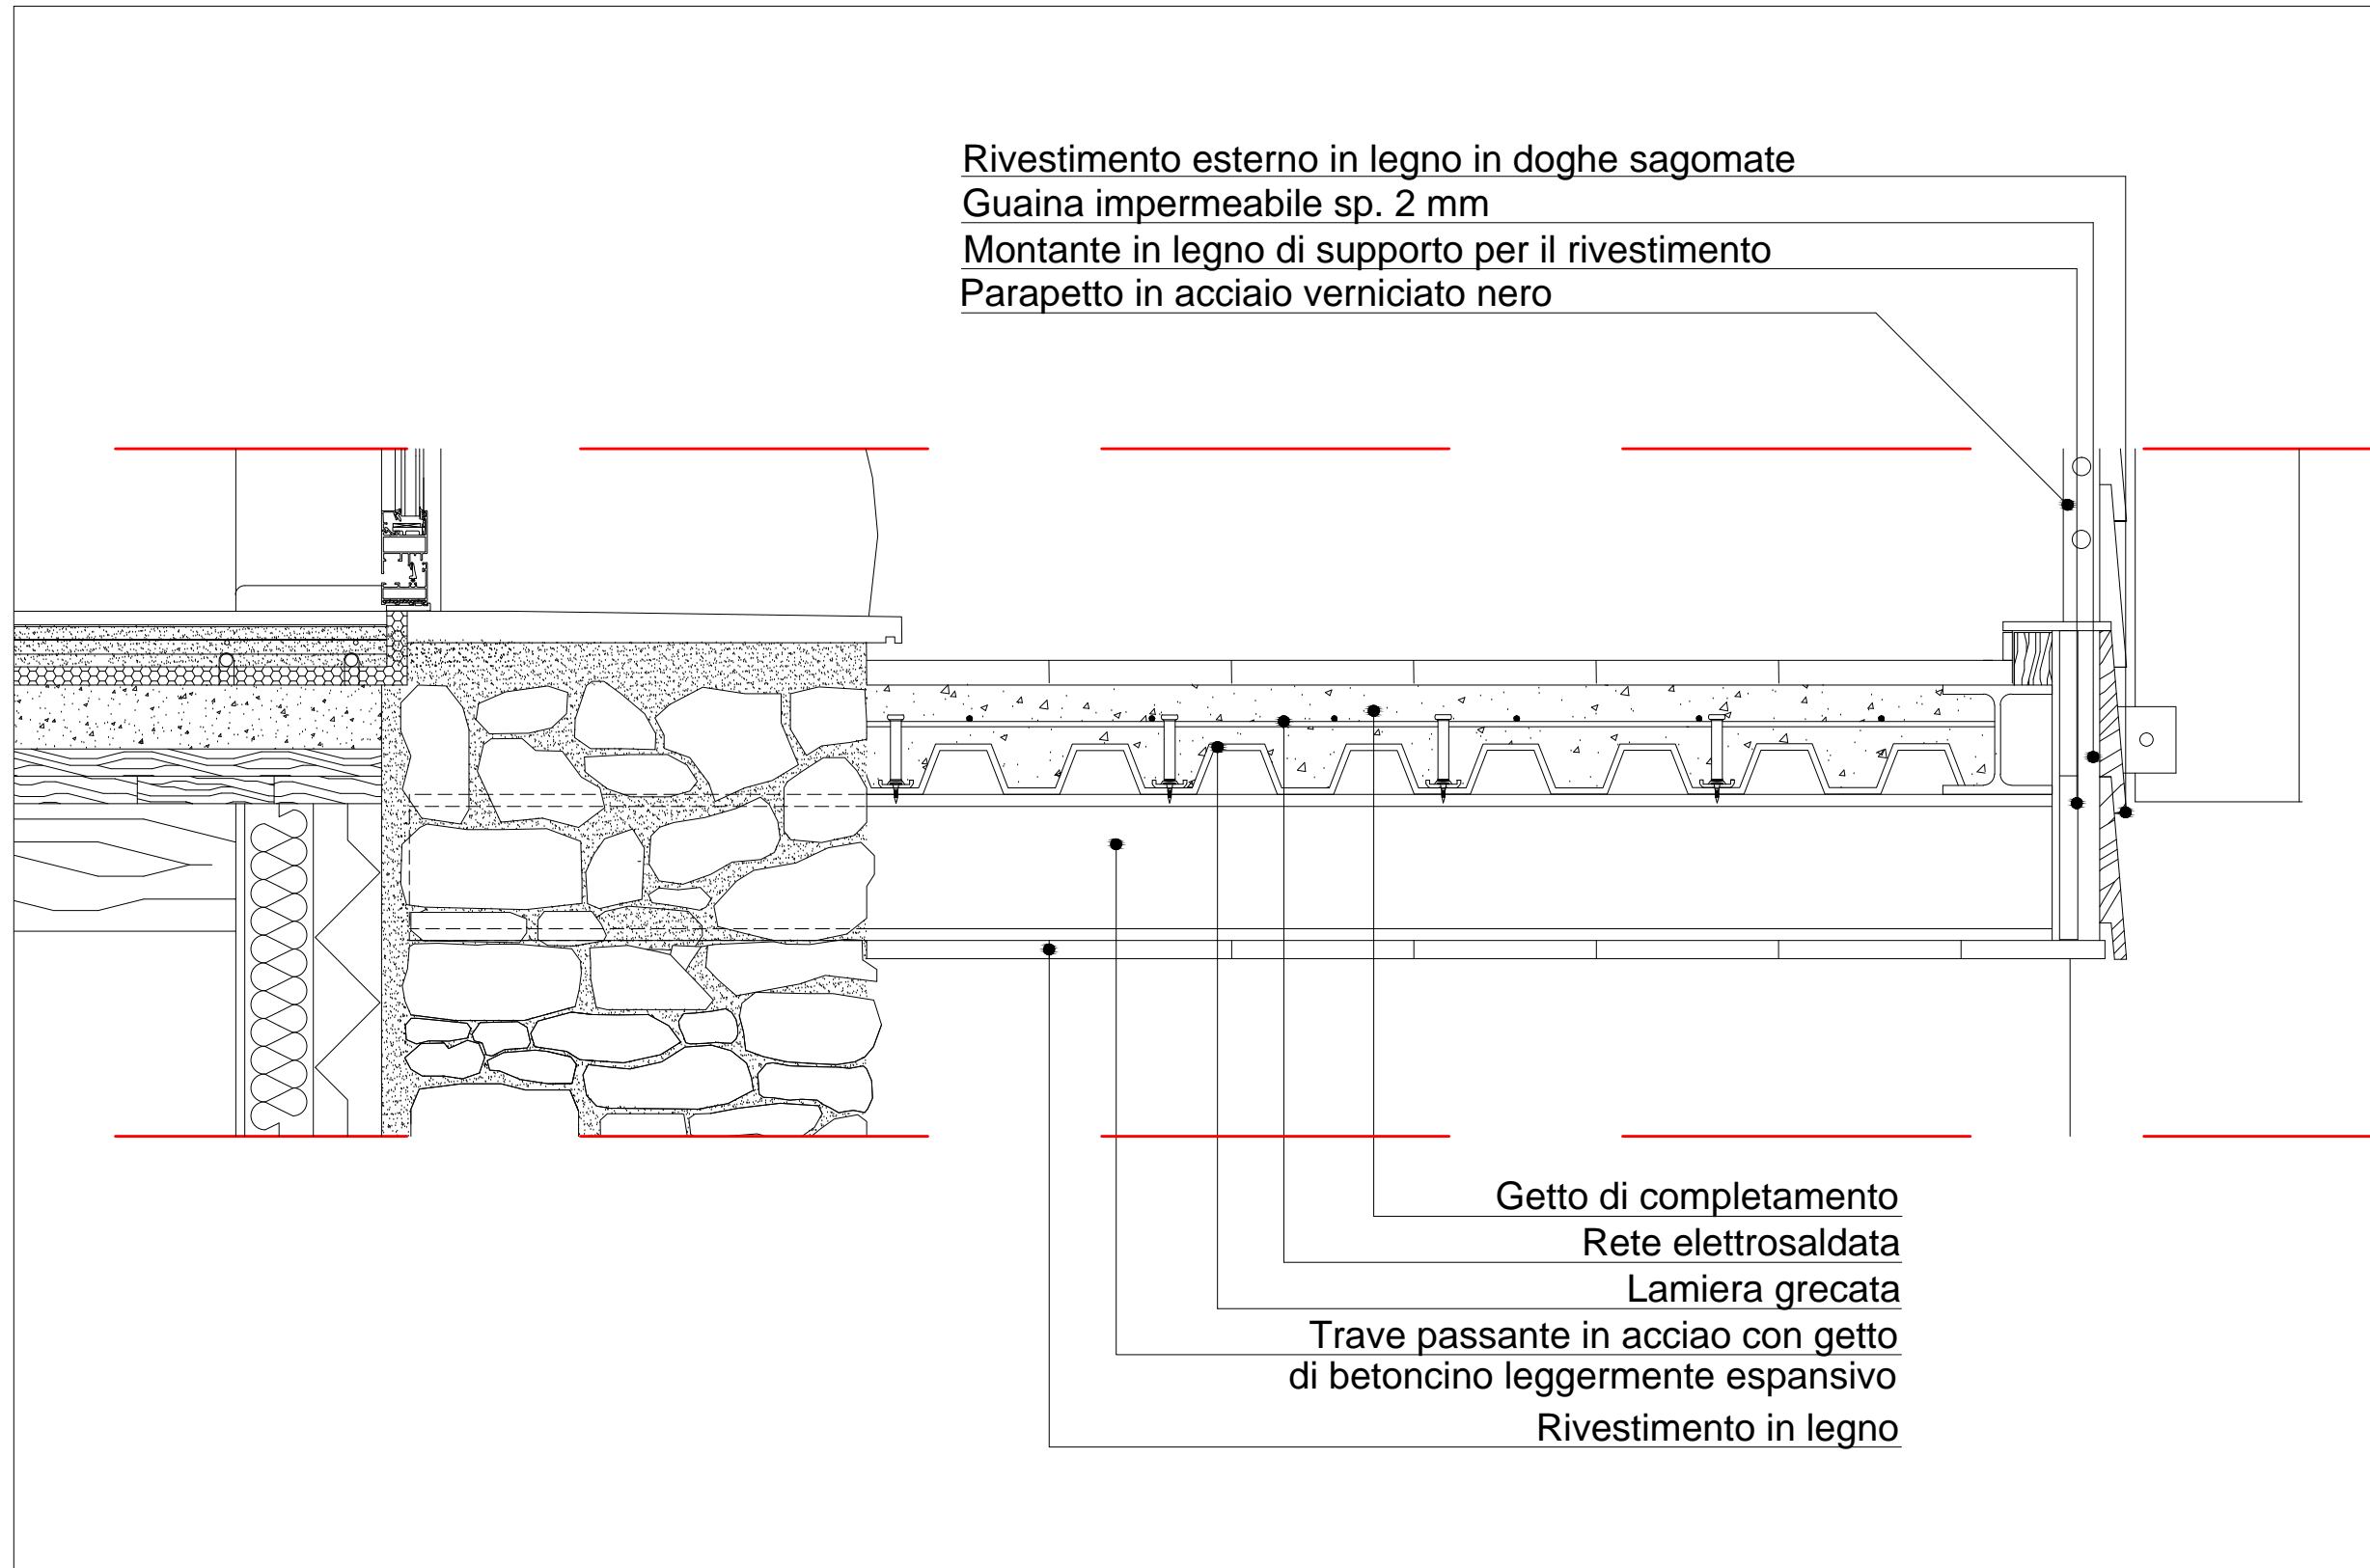 Rivestimento esterno in legno in doghe sagomate
Guaina impermeabile sp. 2 mm
Montante in legno di supporto per il rivestimento
Parapetto in acciaio verniciato nero
Getto di completamento
Rete elettrosaldata
Lamiera grecata
Trave passante in acciao con getto
di betoncino leggermente espansivo
Rivestimento in legno